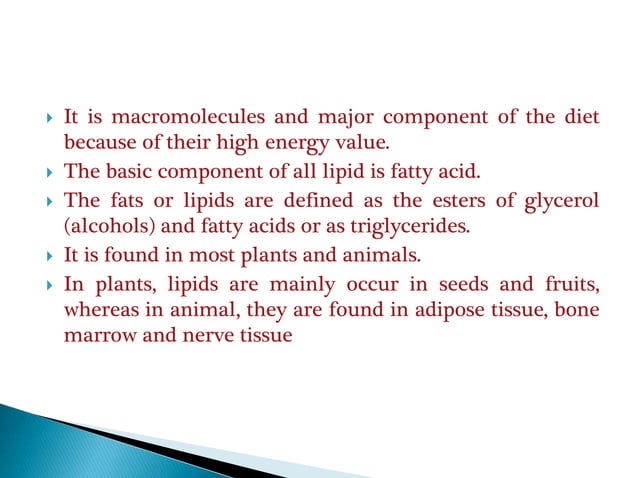 It is macromolecules and major component of the diet
because of their high energy value.
The basic component of all lipid is fatty acid.
The fats or lipids are defined as the esters of glycerol
(alcohols) and fatty acids or as triglycerides.
It is found in most plants and animals.
In plants, lipids are mainly occur in seeds and fruits,
whereas in animal, they are found in adipose tissue, bone
marrow and nerve tissue